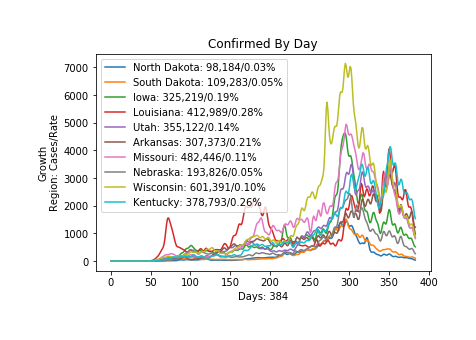 Confirmed By Day
North Dakota: 98,184/0.03%
South Dakota: 109,283/0.05%
Iowa: 325,219/0.19%
Louisiana: 412,989/0.28%
Utah: 355,122/0.14%
Arkansas: 307,373/0.21%
Missouri: 482,446/0.11%
Nebraska: 193,826/0.05%
Wisconsin: 601,391/0.10%
Kentucky: 378,793/0.26%
Growth
Region: Cases/Rate
7000
6000
5000
4000
3000
2000
1000
0
0 50 100 150 200 250 300 350 400
Days: 384